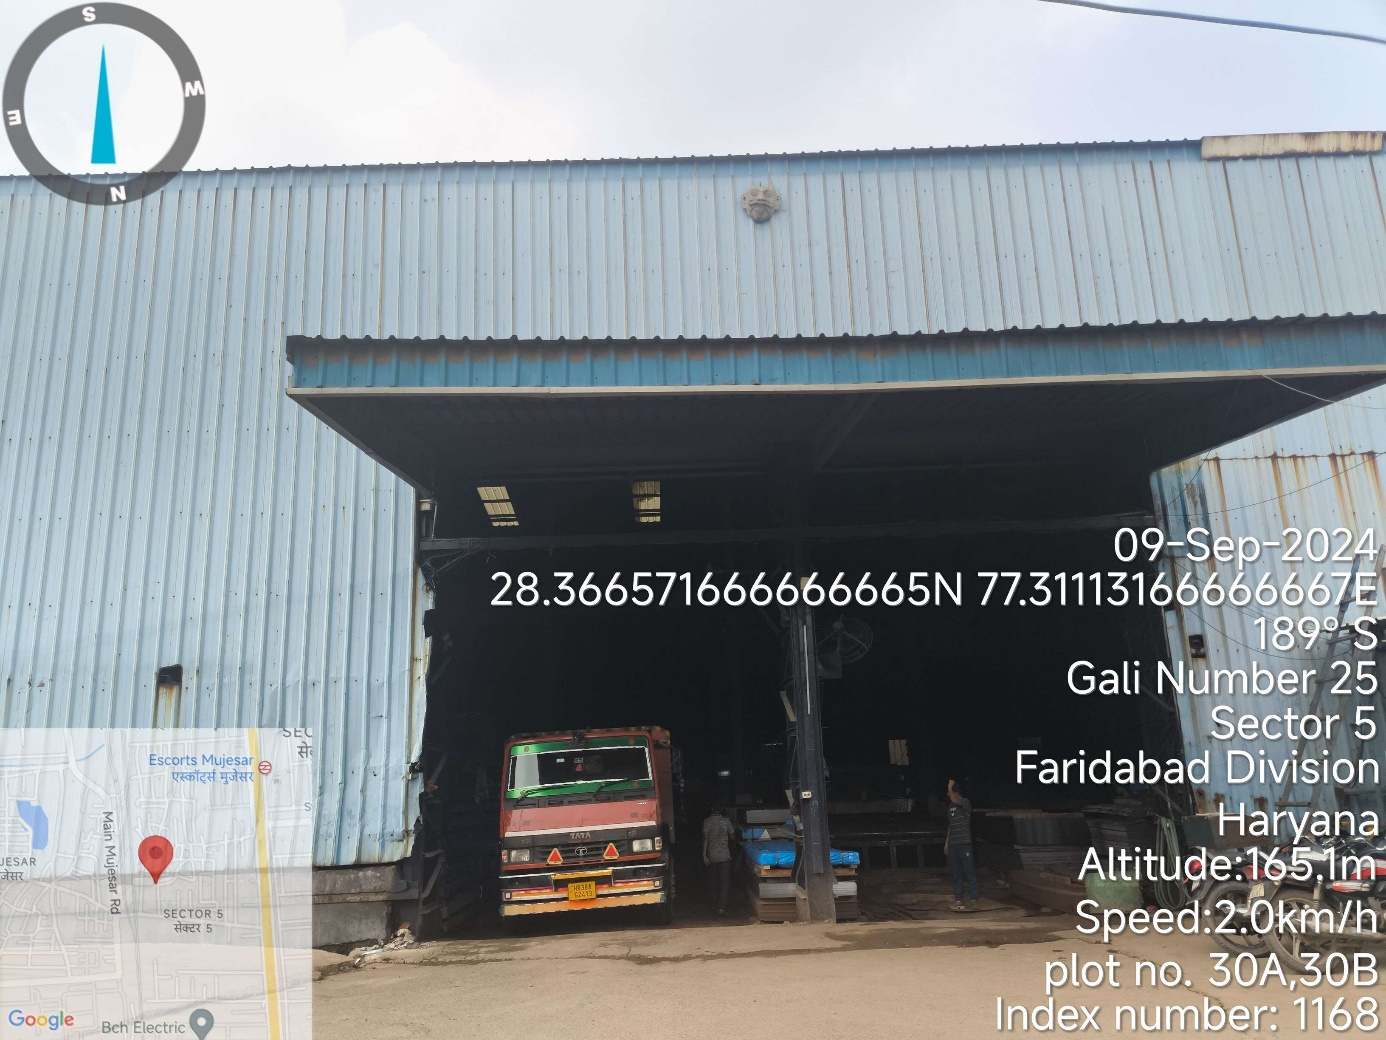 S
W
E
N
09-Sep-2024
28.366571666666665N 77.31113166666667E
189° S
Gali Number 25
Sector 5
Faridabad Division
Haryana
Altitude:165.1m
Speed:2.0km/h
plot no. 30A,30B
Index number: 1168
TATA
Escorts Mujesar
एस्कॉर्ट्स मुजेसर
Main Mujesar Rd
SECTOR 5
सेक्टर 5
Bch Electric
Google